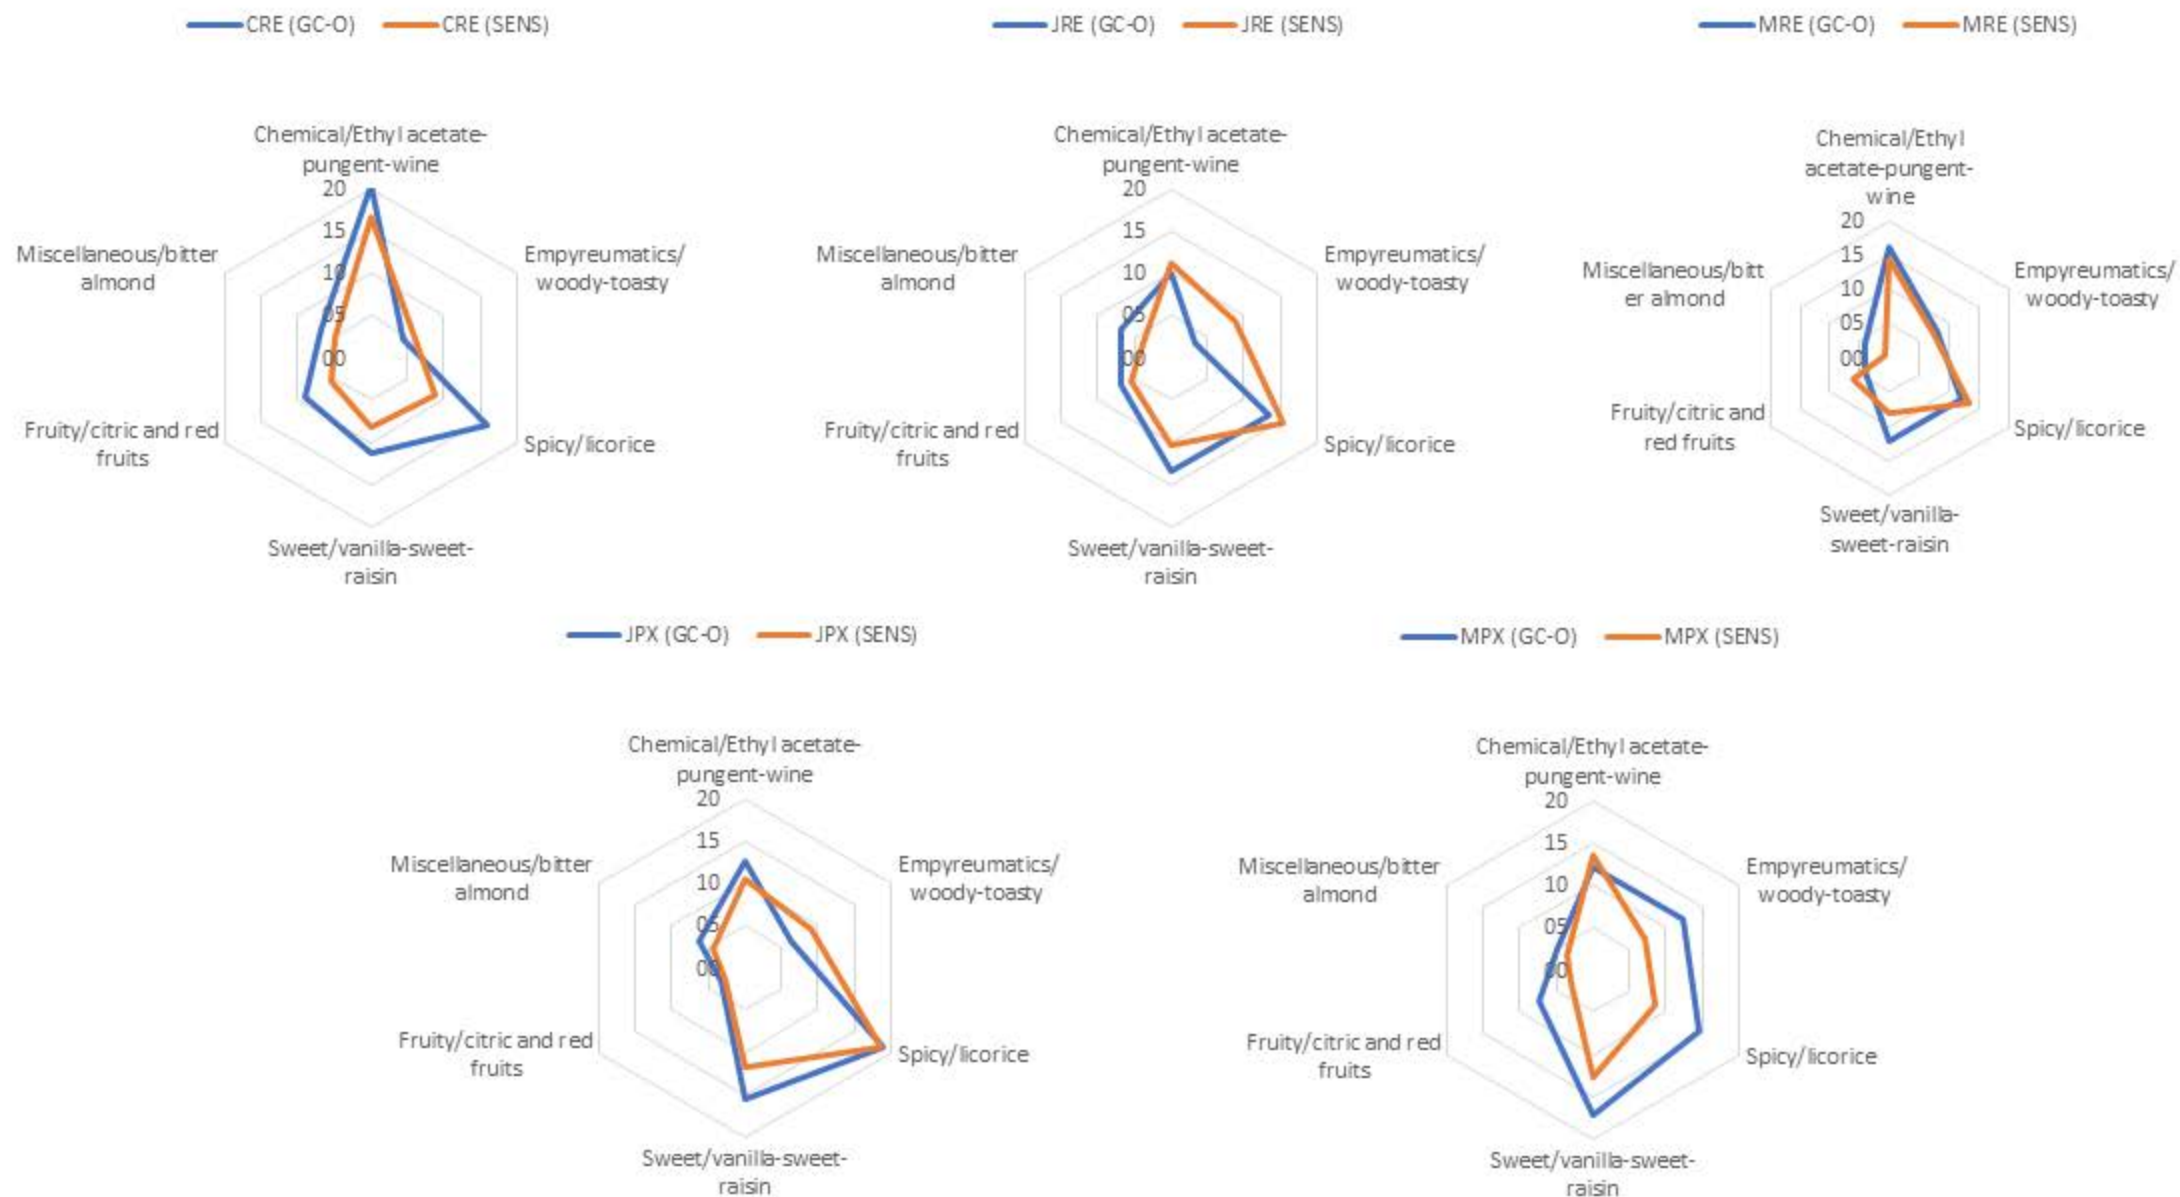 CRE (GC-O) CRE (SENS)
Chemical/Ethyl acetate-
pungent-wine
20
15
10
05
00
Empyreumatics/
woody-toasty
Spicy/licorice
Sweet/vanilla-sweet-
raisin
Fruity/citric and red
fruits
Miscellaneous/bitter
almond
JRE (GC-O) JRE (SENS)
Chemical/Ethyl acetate-
pungent-wine
20
15
10
05
00
Empyreumatics/
woody-toasty
Spicy/licorice
Sweet/vanilla-sweet-
raisin
Fruity/citric and red
fruits
Miscellaneous/bitter
almond
MRE (GC-O) MRE (SENS)
Chemical/Ethyl
acetate-pungent-
wine
20
15
10
05
00
Empyreumatics/
woody-toasty
Spicy/licorice
Sweet/vanilla-
sweet-raisin
Fruity/citric and
red fruits
Miscellaneous/bitt
er almond
JPX (GC-O) JPX (SENS)
Chemical/Ethyl acetate-
pungent-wine
20
15
10
05
00
Empyreumatics/
woody-toasty
Spicy/licorice
Sweet/vanilla-sweet-
raisin
Fruity/citric and red
fruits
Miscellaneous/bitter
almond
MPX (GC-O) MPX (SENS)
Chemical/Ethyl acetate-
pungent-wine
20
15
10
05
00
Empyreumatics/
woody-toasty
Spicy/licorice
Sweet/vanilla-sweet-
raisin
Fruity/citric and red
fruits
Miscellaneous/bitter
almond